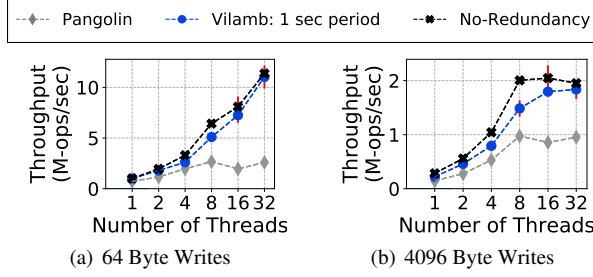 Pangolin Vilamb: 1 sec period No-Redundancy
Throughput
(M-ops/sec)
10
5
0
1 2 4 8 16 32
Number of Threads
(a) 64 Byte Writes
Throughput
(M-ops/sec)
2
1
0
1 2 4 8 16 32
Number of Threads
(b) 4096 Byte Writes